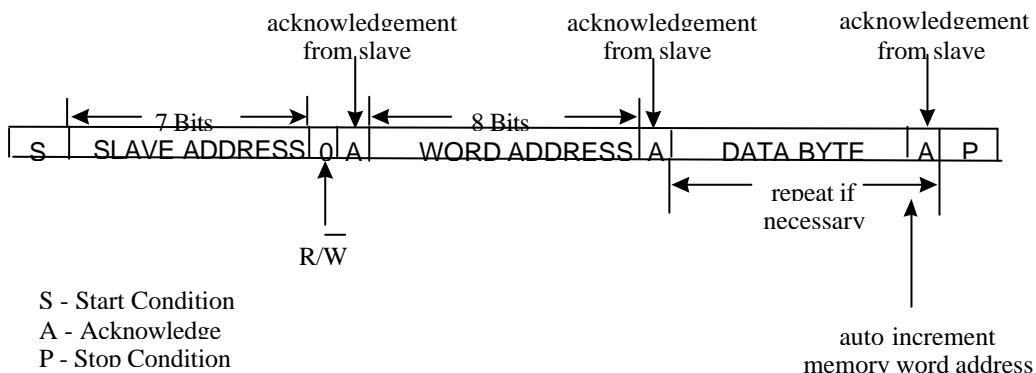 acknowledgement
from slave
acknowledgement
from slave
acknowledgement
from slave
7 Bits
8 Bits
S SLAVE ADDRESS 0 A WORD ADDRESS A DATA BYTE A P
repeat if
necessary
R/W̅
S - Start Condition
A - Acknowledge
P - Stop Condition
auto increment
memory word address